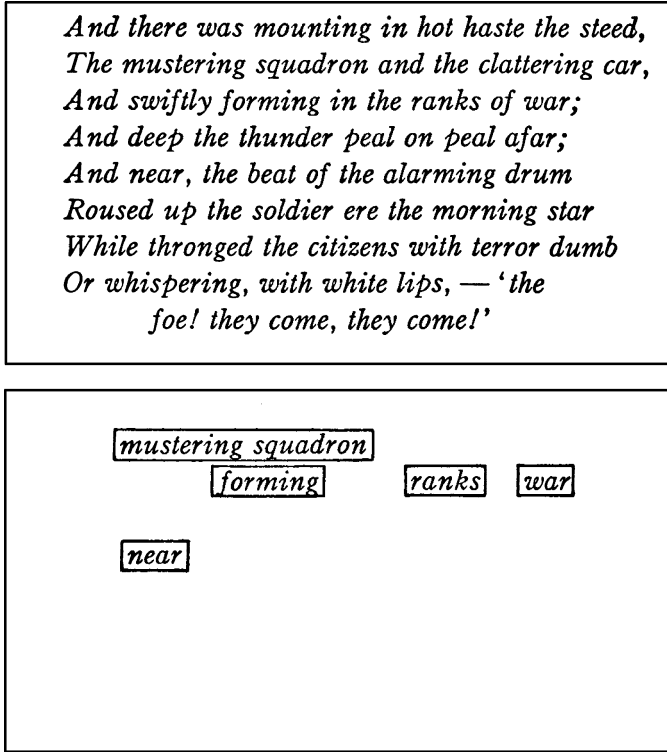 And there was mounting in hot haste the steed,
The mustering squadron and the clattering car,
And swiftly forming in the ranks of war;
And deep the thunder peal on peal afar;
And near, the beat of the alarming drum
Roused up the soldier ere the morning star
While thronged the citizens with terror dumb
Or whispering, with white lips, — ‘the
foe! they come, they come!’
mustering squadron
forming ranks war
near